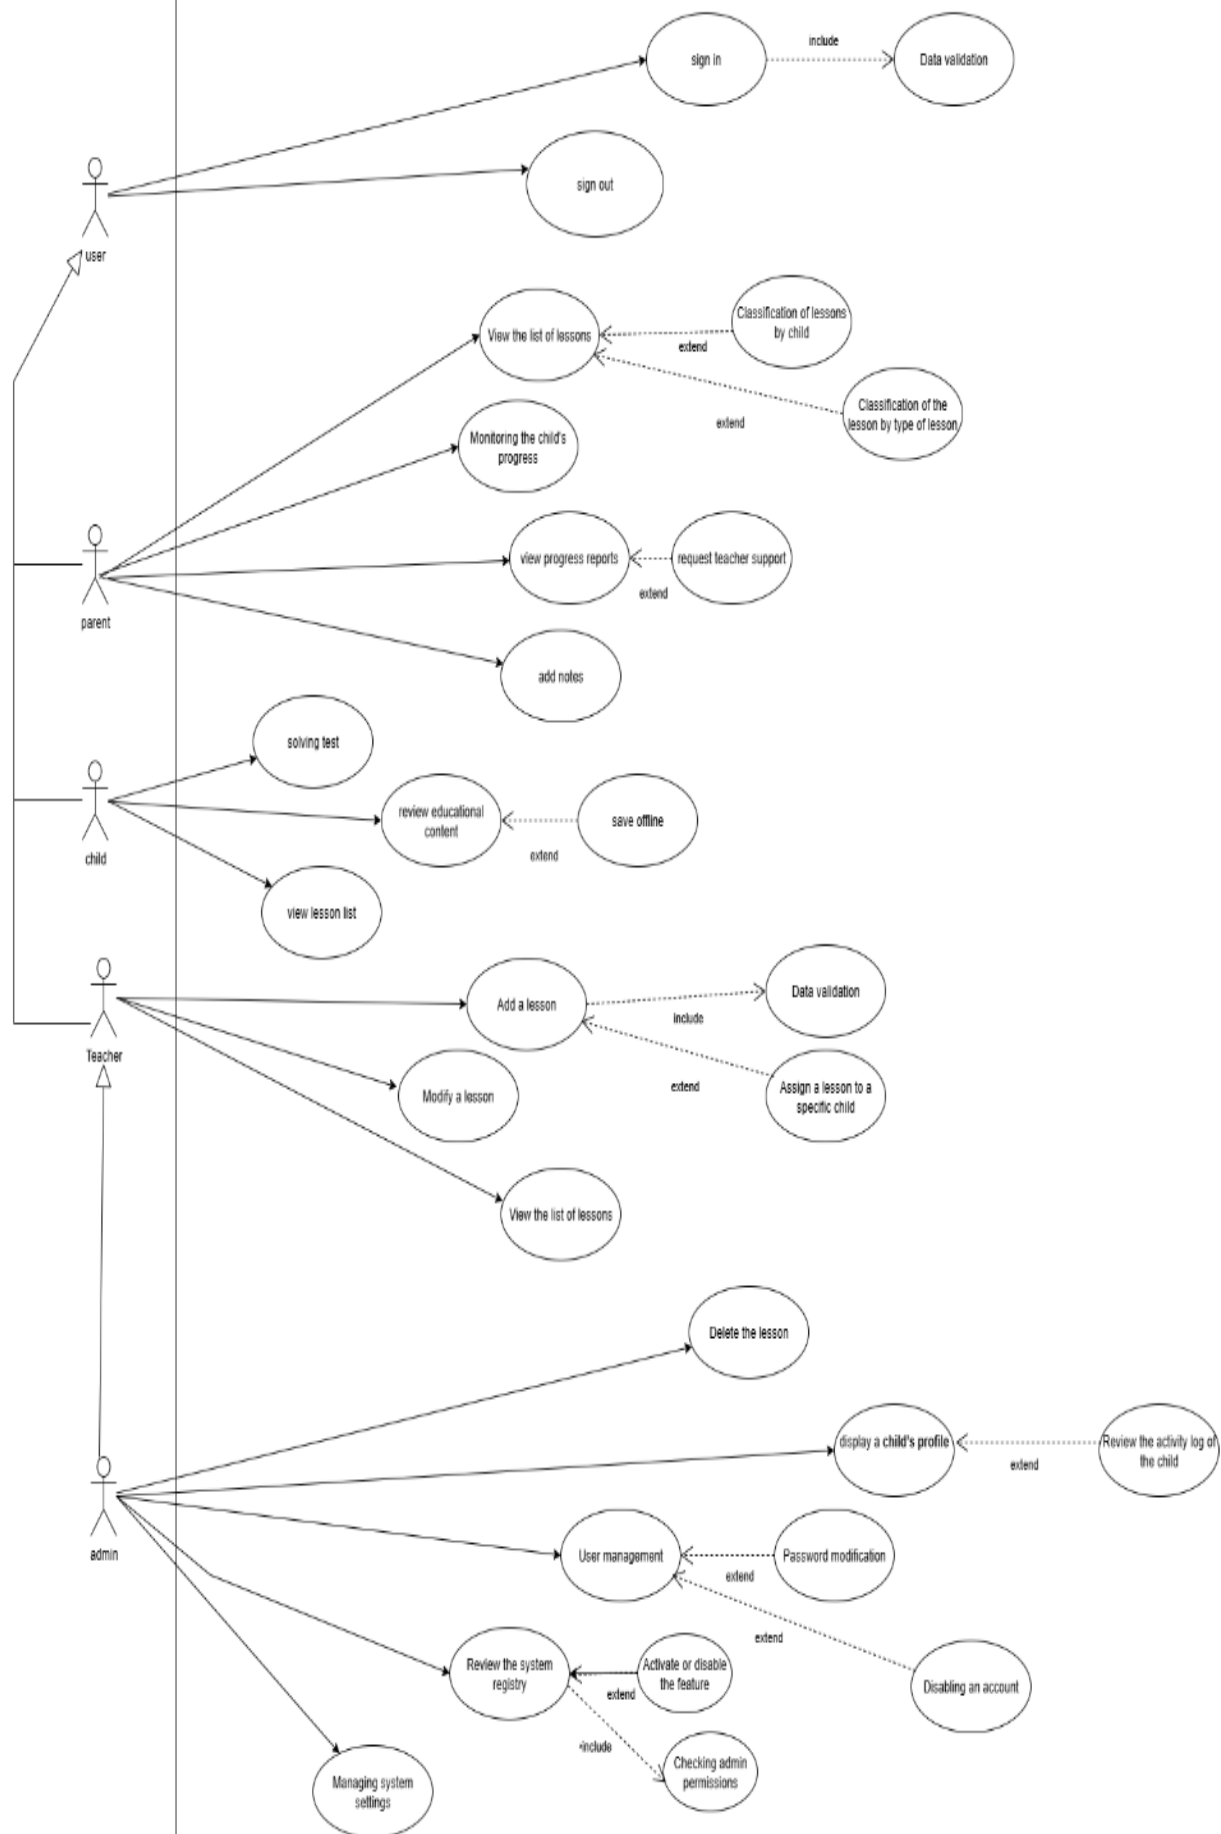 include
sign in
Data validation
sign out
user
Classification of lessons
by child
View the list of lessons
extend
Classification of the
lesson by type of lesson
extend
Monitoring the child's
progress
view progress reports
request teacher support
extend
parent
add notes
solving test
review educational
content
save offline
extend
child
view lesson list
Add a lesson
Data validation
include
Teacher
extend
Assign a lesson to a
specific child
Modify a lesson
View the list of lessons
Delete the lesson
display a child's profile
Review the activity log of
the child
extend
admin
User management
Password modification
extend
extend
Review the system
registry
Activate or disable
the feature
extend
Disabling an account
include
Checking admin
permissions
Managing system
settings